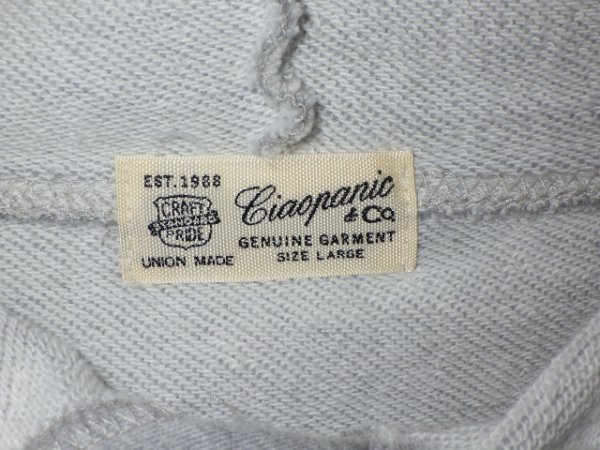 EST.1988
CRAFT
PRIDE
UNION MADE
Ciaopanic
& Co.
GENUINE GARMENT
SIZE LARGE